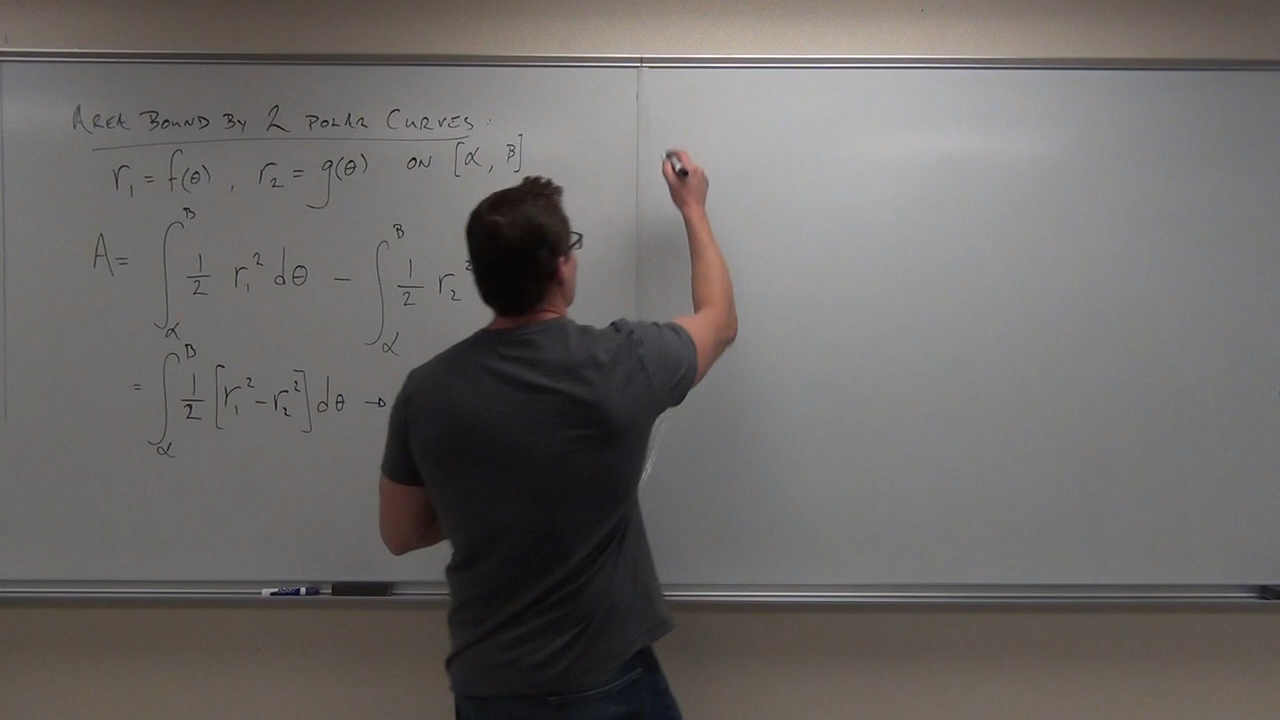 AREA BOUND BY 2 POLAR CURVES:
r₁ = f(θ), r₂ = g(θ) ON [α, β]
A = ∫_α^β 1/2 r₁² dθ − ∫_α^β 1/2 r₂²
= ∫_α^β 1/2 [r₁² − r₂²] dθ →